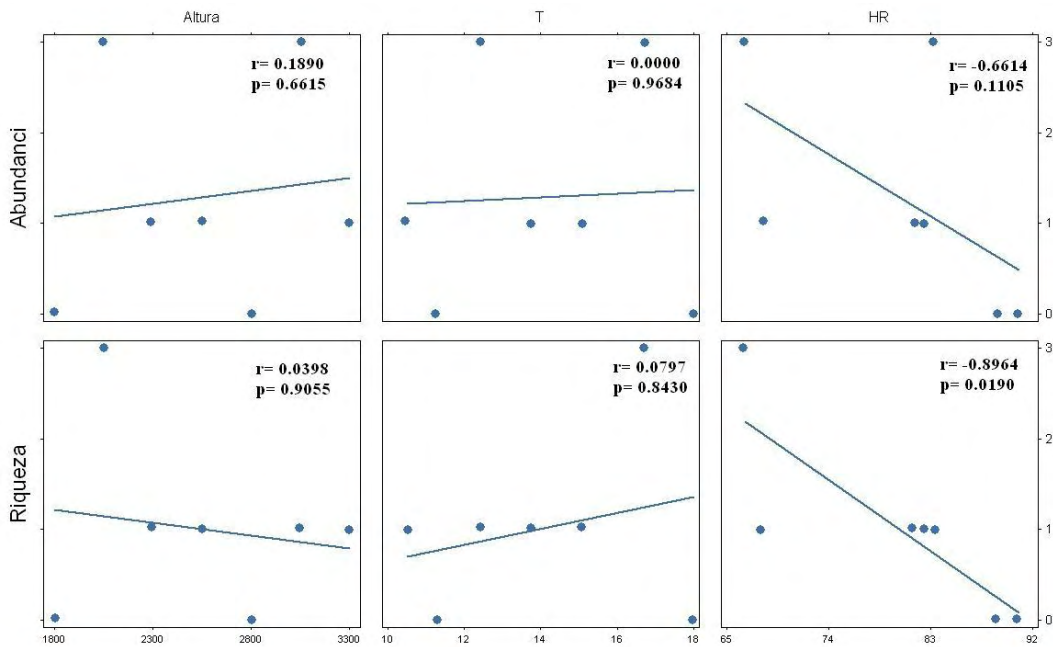 Altura
T
HR
Abundanci
r= 0.1890
p= 0.6615
r= 0.0000
p= 0.9684
r= -0.6614
p= 0.1105
3
2
1
0
Riqueza
r= 0.0398
p= 0.9055
r= 0.0797
p= 0.8430
r= -0.8964
p= 0.0190
3
2
1
0
1800 2300 2800 3300
10 12 14 16 18
65 74 83 92